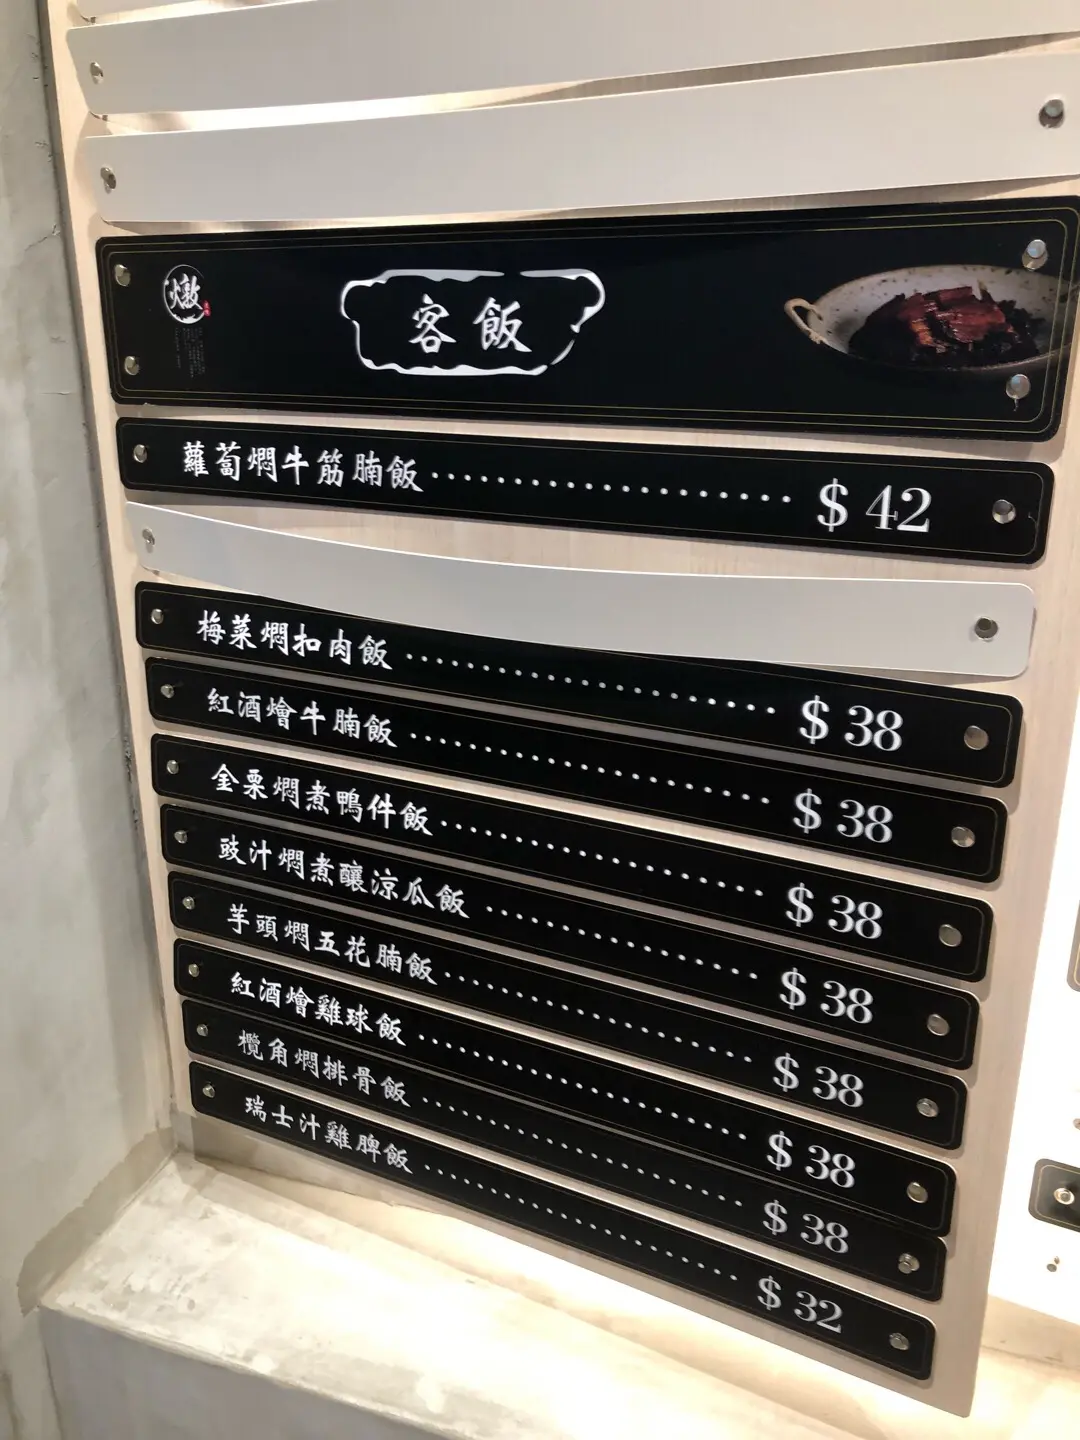 燉
客飯
蘿蔔燜牛筋腩飯 $ 42
梅菜燜扣肉飯 $ 38
紅酒燴牛腩飯 $ 38
金栗燜煮鴨件飯 $ 38
豉汁燜煮釀涼瓜飯 $ 38
芋頭燜五花腩飯 $ 38
紅酒燴雞球飯 $ 38
欖角燜排骨飯 $ 38
瑞士汁雞脾飯 $ 32